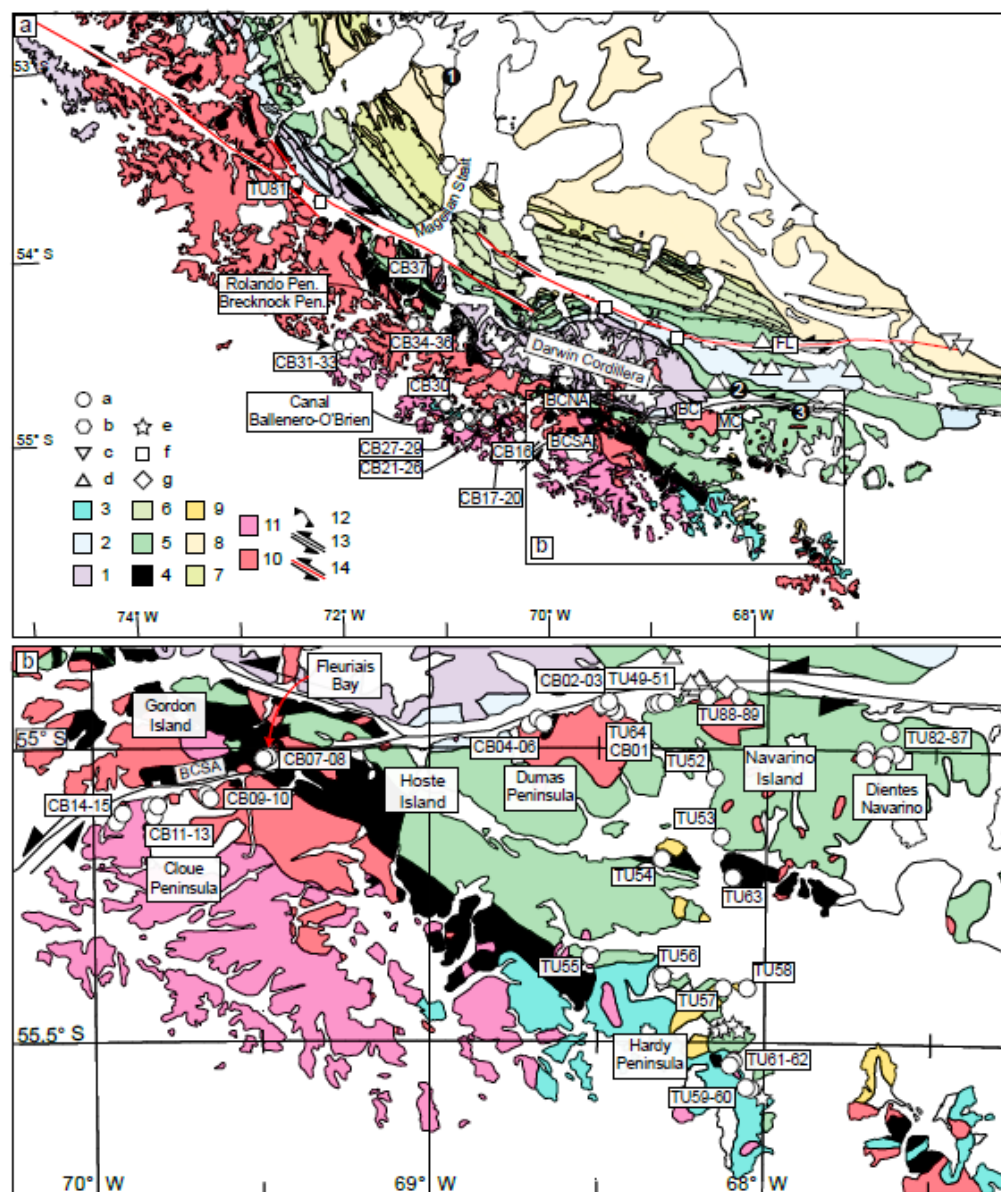 a
53°
1
TU81
Magellan Strait
54° S
CB37
Rolando Pen.
Brecknock Pen.
CB34-36
CB31-33
FL
Darwin Cordillera
CB30
Canal
Ballenero-O'Brien
BCNA
BC
2
3
MC
55° S
CB27-29
CB16
BCSA
CB21-26
CB17-20
b
a
b
e
c
f
d
g
3
6
9
11
12
2
5
8
13
10
1
4
7
14
74° W
72° W
70° W
68° W
b
Fleuriais
Bay
CB02-03
TU49-51
Gordon
Island
TU88-89
55° S
TU64
CB01
TU82-87
CB04-06
CB07-08
BCSA
Hoste
Island
Dumas
Peninsula
TU52
Navarino
Island
Dientes
Navarino
CB14-15
CB09-10
CB11-13
TU53
Cloue
Peninsula
TU54
TU63
TU55
TU56
TU58
TU57
55.5° S
Hardy
Peninsula
TU61-62
TU59-60
70° W
69° W
68° W